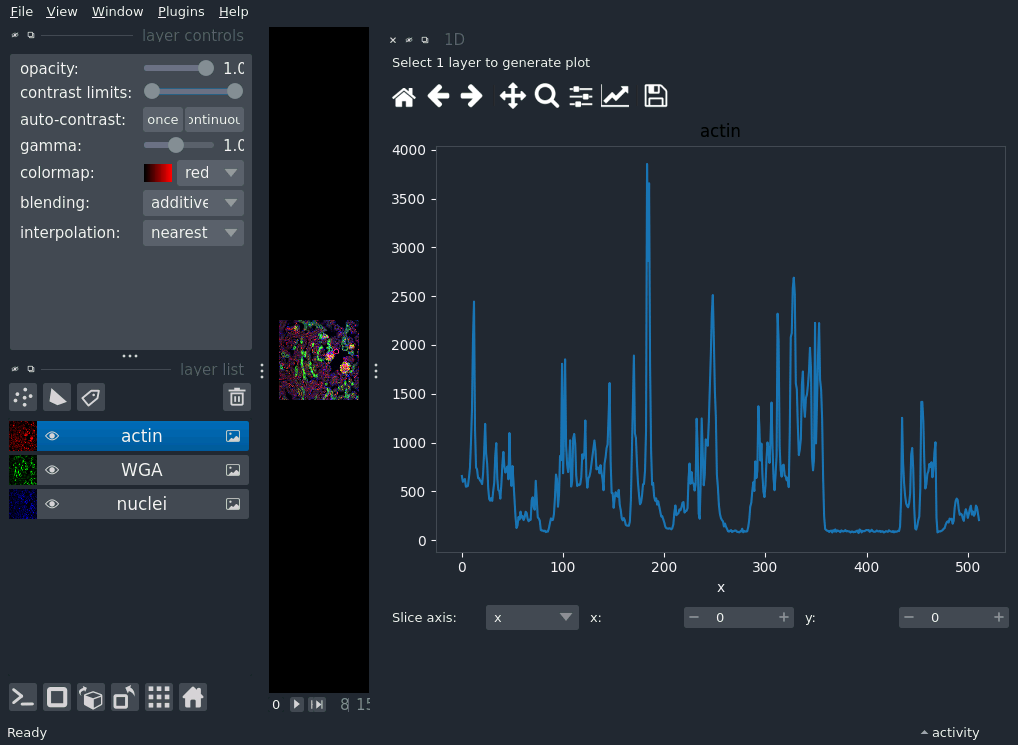 File View Window Plugins Help
layer controls
opacity: 1.0
contrast limits:
auto-contrast: once ontinuou
gamma: 1.0
colormap: red
blending: additive
interpolation: nearest
layer list
actin
WGA
nuclei
0 8 15
Ready
1D
Select 1 layer to generate plot
actin
4000
3500
3000
2500
2000
1500
1000
500
0
0 100 200 300 400 500
x
Slice axis: x x: − 0 + y: − 0 +
activity